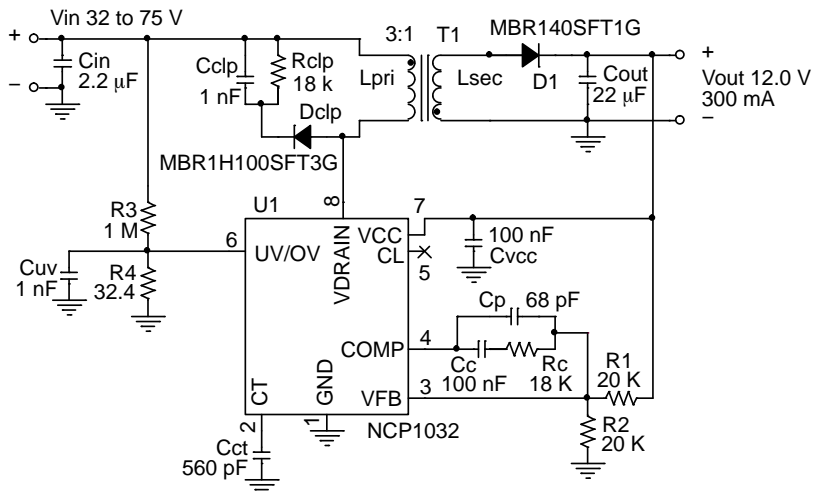 Vin 32 to 75 V
3:1 T1
MBR140SFT1G
+
Cin
2.2 μF
−
Cclp
1 nF
Rclp
18 k
Lpri
Lsec
D1
Cout
22 μF
+
Vout 12.0 V
300 mA
−
Dclp
MBR1H100SFT3G
U1
8
7
R3
1 M
6
UV/OV
VDRAIN
VCC
CL
5
100 nF
Cvcc
Cuv
1 nF
R4
32.4
Cp 68 pF
COMP
4
Cc
100 nF
Rc
18 K
R1
20 K
CT
GND
VFB
3
2
1
NCP1032
R2
20 K
Cct
560 pF